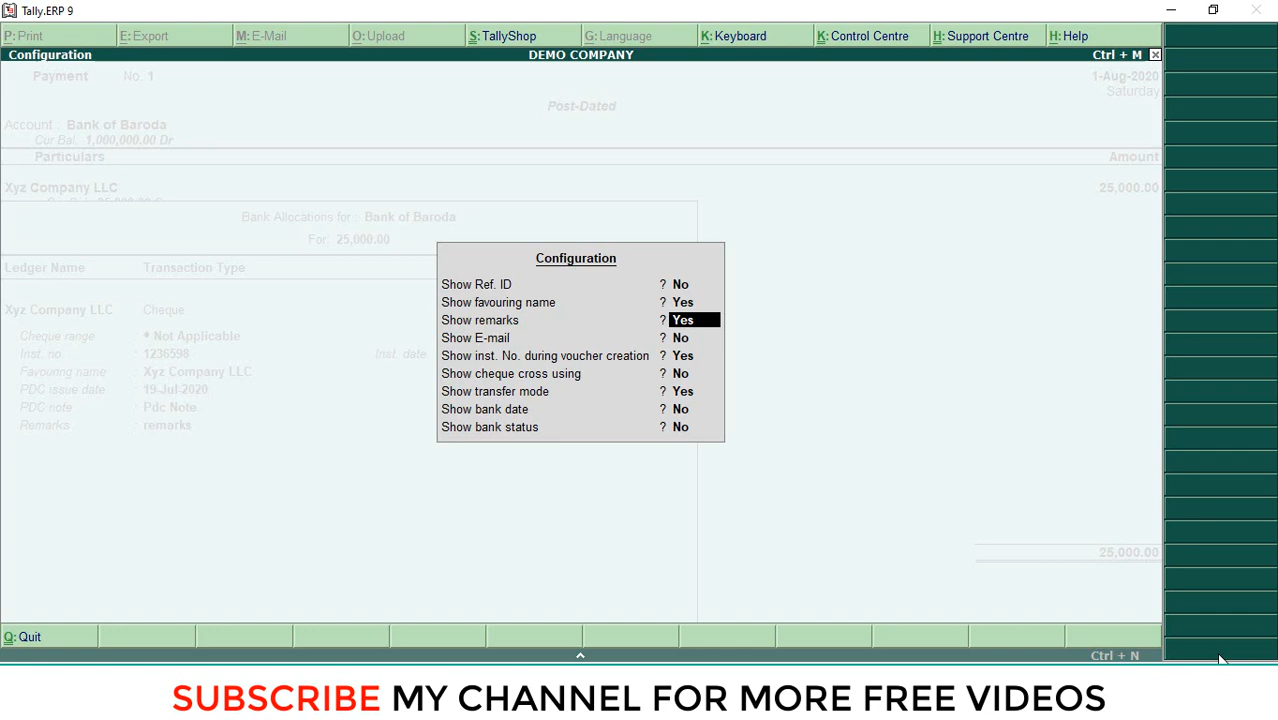 Tally.ERP 9
P: Print E: Export M: E-Mail O: Upload S: TallyShop G: Language K: Keyboard K: Control Centre H: Support Centre H: Help
Configuration DEMO COMPANY Ctrl + M
Payment No. 1 1-Aug-2020
Saturday
Post-Dated
Account : Bank of Baroda
Cur Bal. 1,000,000.00 Dr
Particulars Amount
Xyz Company LLC 25,000.00
Bank Allocations for : Bank of Baroda
For: 25,000.00
Ledger Name Transaction Type
Xyz Company LLC Cheque
Cheque range : * Not Applicable
Inst. no : 1236598 Inst. date
Favouring name : Xyz Company LLC
PDC issue date : 19-Jul-2020
PDC note : Pdc Note
Remarks : remarks
Configuration
Show Ref. ID ? No
Show favouring name ? Yes
Show remarks ? Yes
Show E-mail ? No
Show inst. No. during voucher creation ? Yes
Show cheque cross using ? No
Show transfer mode ? Yes
Show bank date ? No
Show bank status ? No
25,000.00
Q: Quit
Ctrl + N
SUBSCRIBE MY CHANNEL FOR MORE FREE VIDEOS